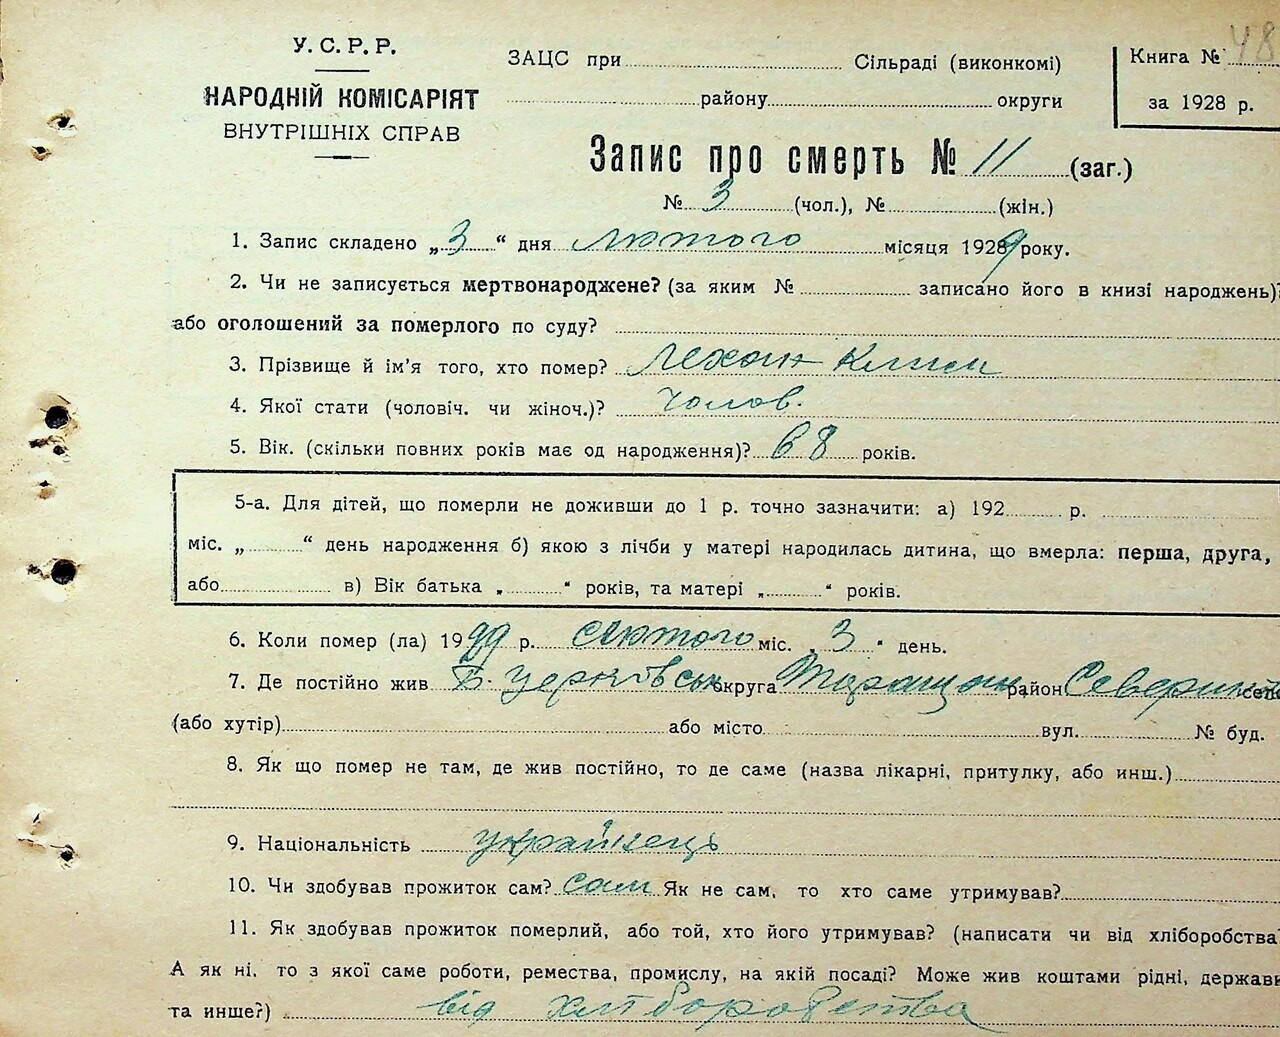 У. С. Р. Р.
НАРОДНІЙ КОМІСАРІЯТ
ВНУТРІШНІХ СПРАВ
ЗАЦС при Сільраді (виконкомі)
району округи
Книга № 48
за 1928 р.
Запис про смерть № 11 (заг.)
№ 3 (чол.), № (жін.)
1. Запис складено „3“ дня лютого місяця 1929 року.
2. Чи не записується мертвонароджене? (за яким № записано його в книзі народжень)?
або оголошений за померлого по суду?
3. Прізвище й ім'я того, хто помер? Лехан Клим
4. Якої стати (чоловіч. чи жіноч.)? чолов.
5. Вік. (скільки повних років має од народження)? 68 років.
5-а. Для дітей, що померли не доживши до 1 р. точно зазначити: а) 192 р.
міс. „ “ день народження б) якою з лічби у матері народилась дитина, що вмерла: перша, друга,
або в) Вік батька „ “ років, та матері „ “ років.
6. Коли помер (ла) 1929 р. лютого міс. „3“ день.
7. Де постійно жив Б. Церківськ округа Таращан район Северинк село
(або хутір) або місто вул. № буд.
8. Як що помер не там, де жив постійно, то де саме (назва лікарні, притулку, або инш.)
9. Національність українець
10. Чи здобував прожиток сам? сам Як не сам, то хто саме утримував?
11. Як здобував прожиток померлий, або той, хто його утримував? (написати чи від хліборобства?
А як ні, то з якої саме роботи, ремества, промислу, на якій посаді? Може жив коштами рідні, держави
та инше?) від хліборобства